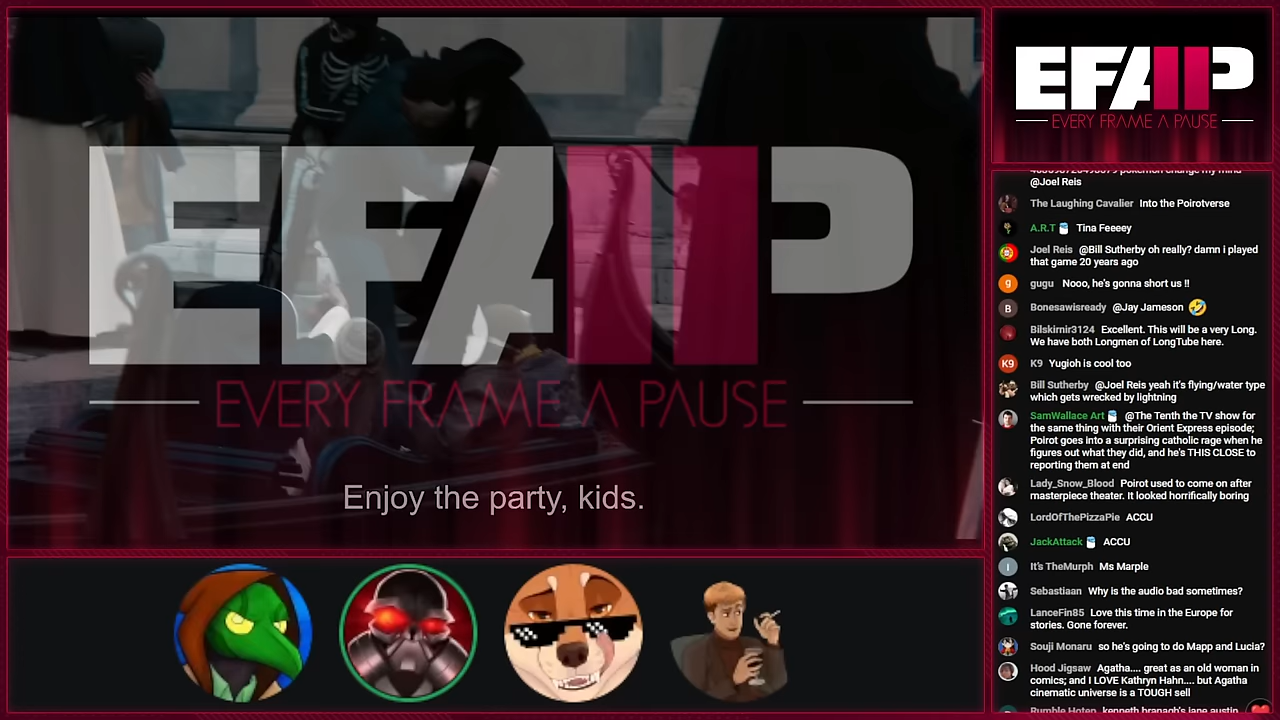 EFAP
EVERY FRAME A PAUSE
Enjoy the party, kids.
EFAP
EVERY FRAME A PAUSE
@Joel Reis
The Laughing Cavalier Into the Poirotverse
A.R.T Tina Feeeey
Joel Reis @Bill Sutherby oh really? damn i played
that game 20 years ago
gugu Nooo, he's gonna short us !!
Bonesawisready @Jay Jameson 🤣
Bilskirnir3124 Excellent. This will be a very Long.
We have both Longmen of LongTube here.
K9 Yugioh is cool too
Bill Sutherby @Joel Reis yeah it's flying/water type
which gets wrecked by lightning
SamWallace Art @The Tenth the TV show for
the same thing with their Orient Express episode;
Poirot goes into a surprising catholic rage when he
figures out what they did, and he's THIS CLOSE to
reporting them at end
Lady_Snow_Blood Poirot used to come on after
masterpiece theater. It looked horrifically boring
LordOfThePizzaPie ACCU
JackAttack ACCU
It'sTheMurph Ms Marple
Sebastiaan Why is the audio bad sometimes?
LanceFin85 Love this time in the Europe for
stories. Gone forever.
Souji Monaru so he's going to do Mapp and Lucia?
Hood Jigsaw Agatha.... great as an old woman in
comics; and I LOVE Kathryn Hahn.... but Agatha
cinematic universe is a TOUGH sell
Rumble Hoten kenneth branagh's jane austin